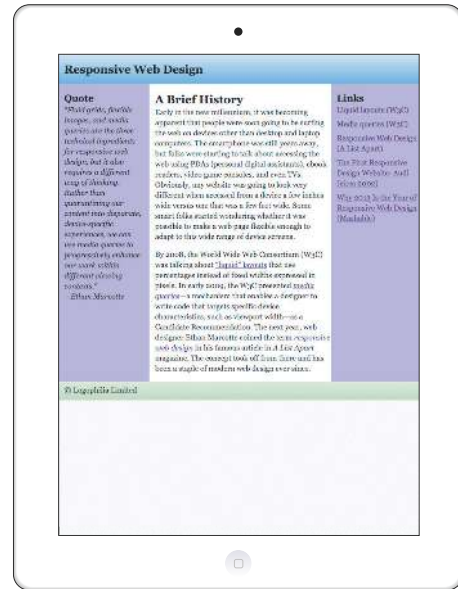 Responsive Web Design
Quote
"Fluid grids, flexible
images, and media
queries are the three
technical ingredients
for responsive web
design, but it also
requires a different
way of thinking.
Rather than
quarantining our
content into disparate,
device-specific
experiences, we can
use media queries to
progressively enhance
our work within
different viewing
contexts."
—Ethan Marcotte
A Brief History
Early in the new millennium, it was becoming
apparent that people were soon going to be surfing
the web on devices other than desktop and laptop
computers. The smartphone was still years away,
but folks were starting to talk about accessing the
web using PDAs (personal digital assistants), ebook
readers, video game consoles, and even TVs.
Obviously, any website was going to look very
different when accessed from a device a few inches
wide versus one that was a few feet wide. Some
smart folks started wondering whether it was
possible to make a web page flexible enough to
adapt to this wide range of device screens.
By 2008, the World Wide Web Consortium (W3C)
was talking about "liquid" layouts that use
percentages instead of fixed widths expressed in
pixels. In early 2009, the W3C presented media
queries—a mechanism that enables a designer to
write code that targets specific device
characteristics, such as viewport width—as a
Candidate Recommendation. The next year, web
designer Ethan Marcotte coined the term responsive
web design in his famous article in A List Apart
magazine. The concept took off from there and has
been a staple of modern web design ever since.
Links
Liquid layouts (W3C)
Media queries (W3C)
Responsive Web Design
(A List Apart)
The First Responsive
Design Website: Audi
(circa 2002)
Why 2013 Is the Year of
Responsive Web Design
(Mashable)
© Logophilia Limited